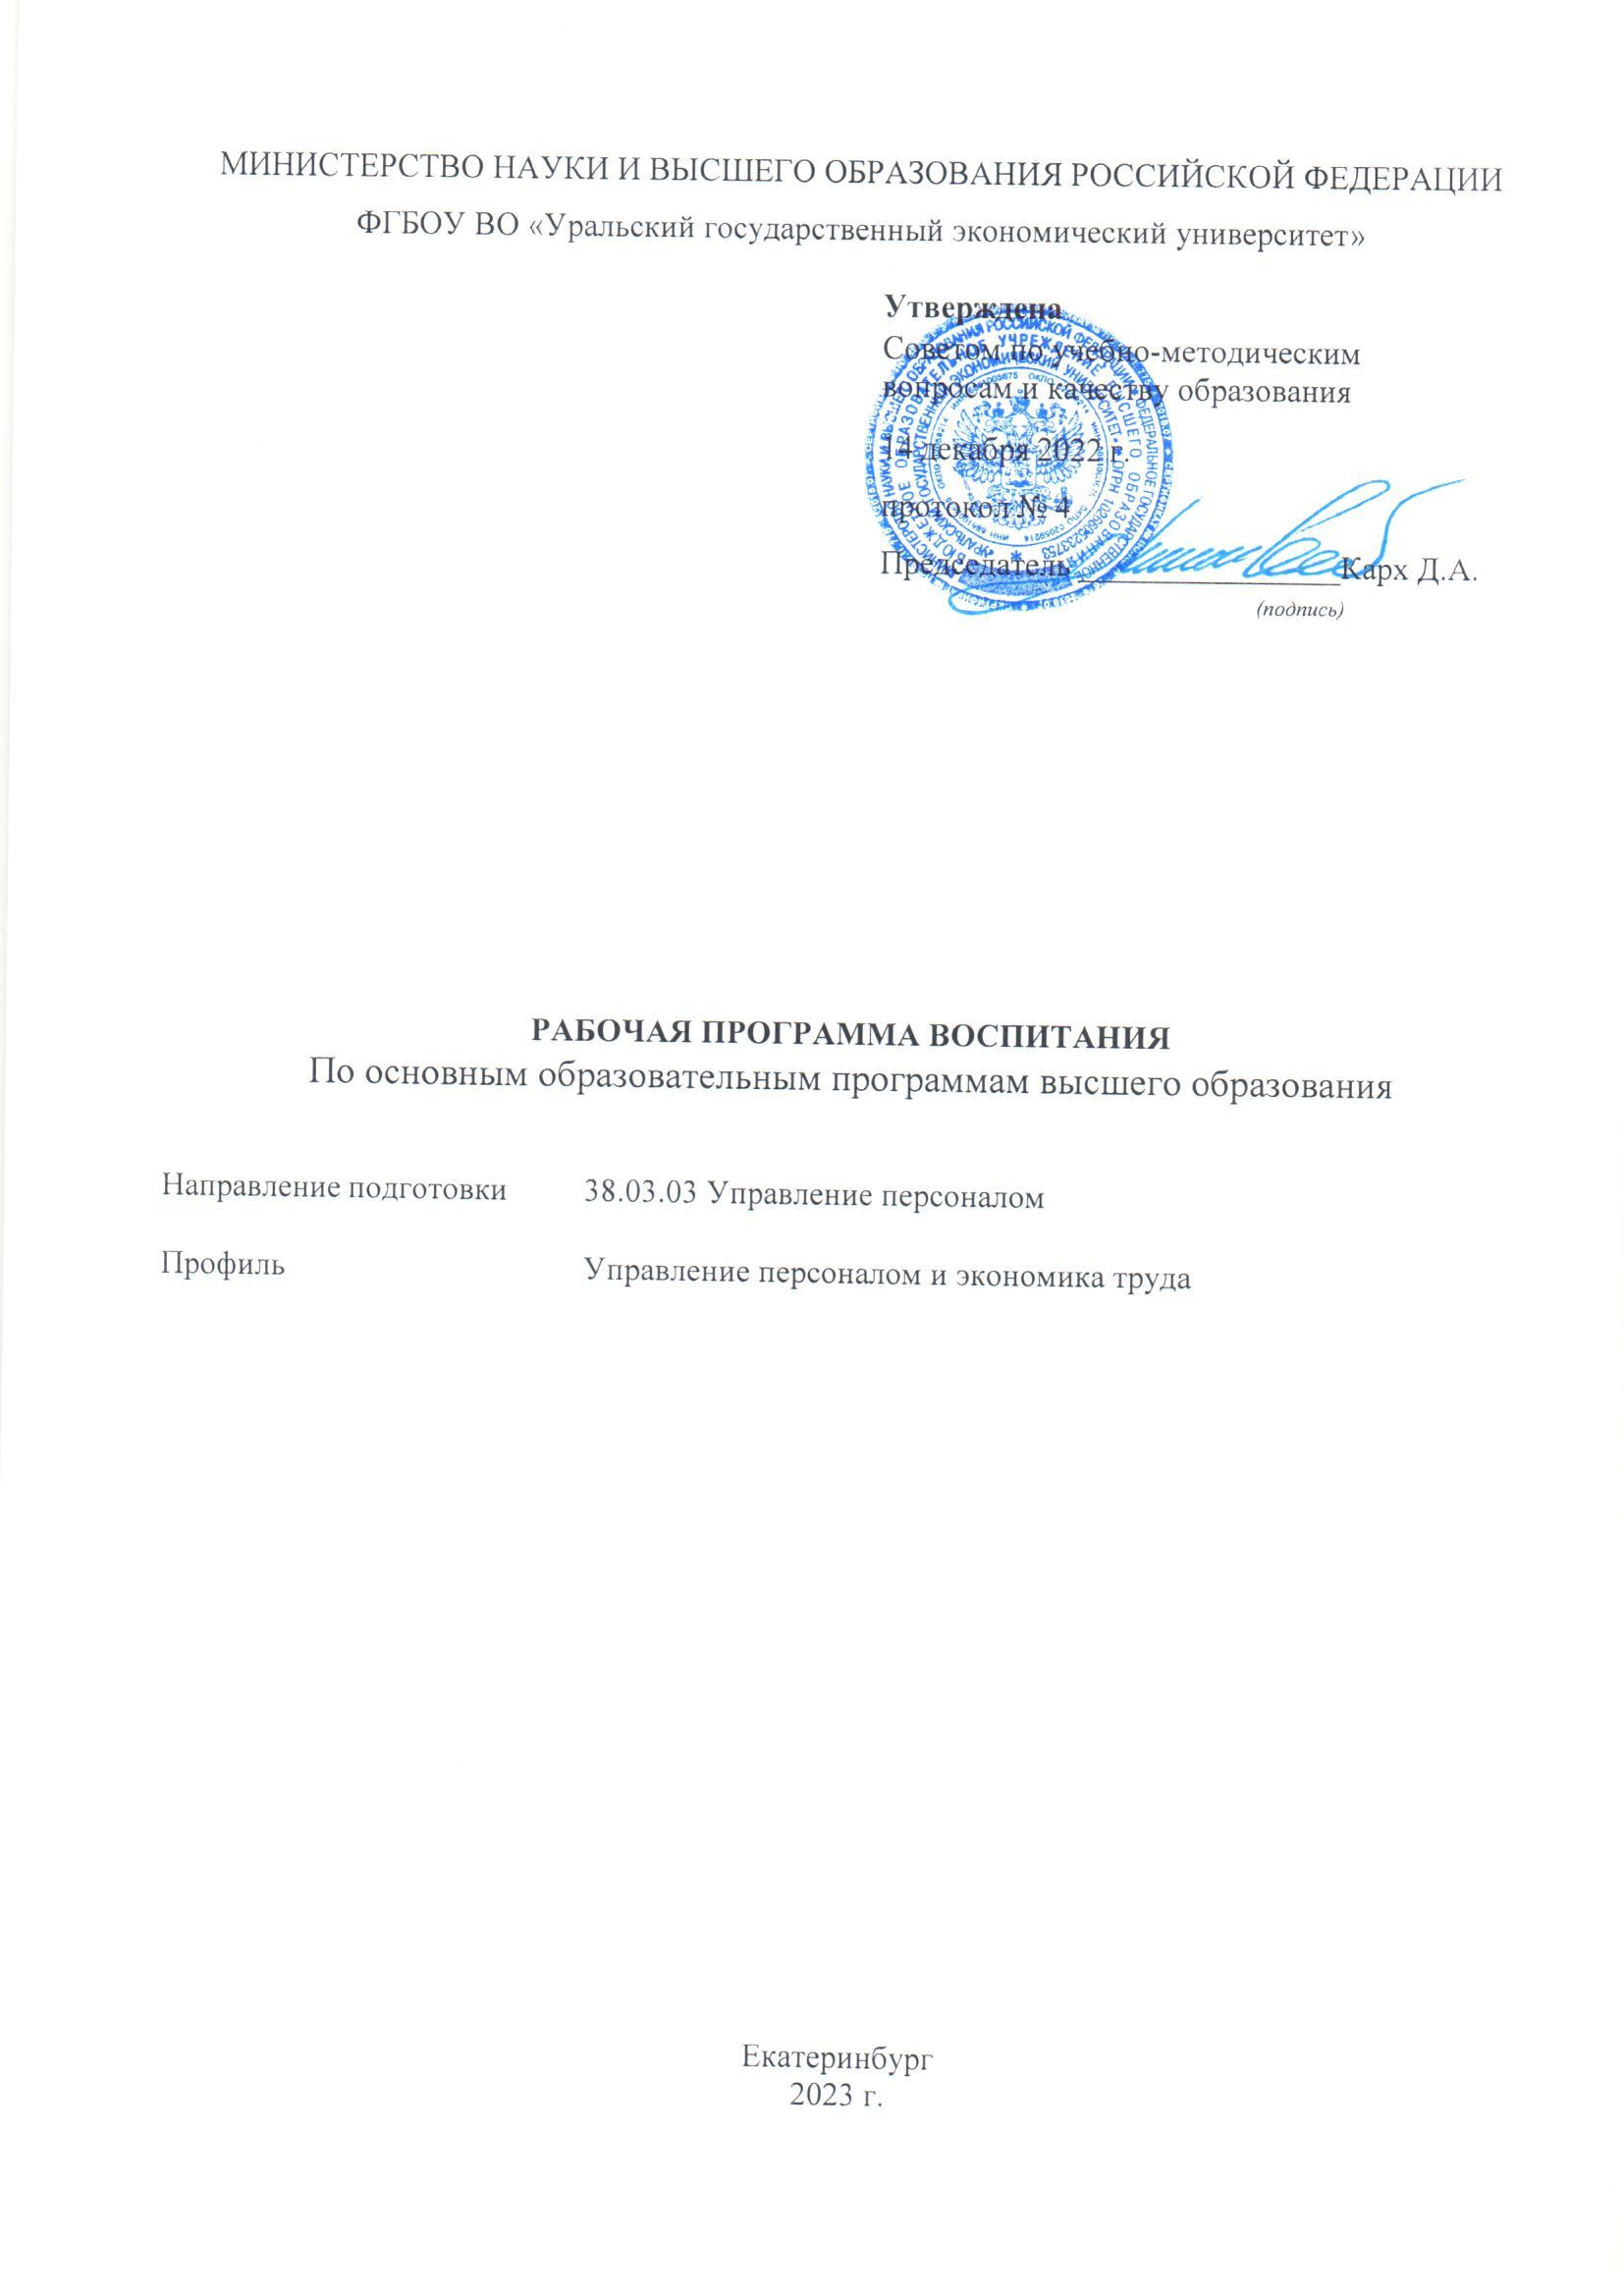 МИНИСТЕРСТВО НАУКИ И ВЫСШЕГО ОБРАЗОВАНИЯ РОССИЙСКОЙ ФЕДЕРАЦИИ
ФГБОУ ВО «Уральский государственный экономический университет»
Утверждена
Советом по учебно-методическим
вопросам и качеству образования
14 декабря 2022 г.
протокол № 4
Председатель Карх Д.А.
(подпись)
РАБОЧАЯ ПРОГРАММА ВОСПИТАНИЯ
По основным образовательным программам высшего образования
Направление подготовки 38.03.03 Управление персоналом
Профиль Управление персоналом и экономика труда
Екатеринбург
2023 г.